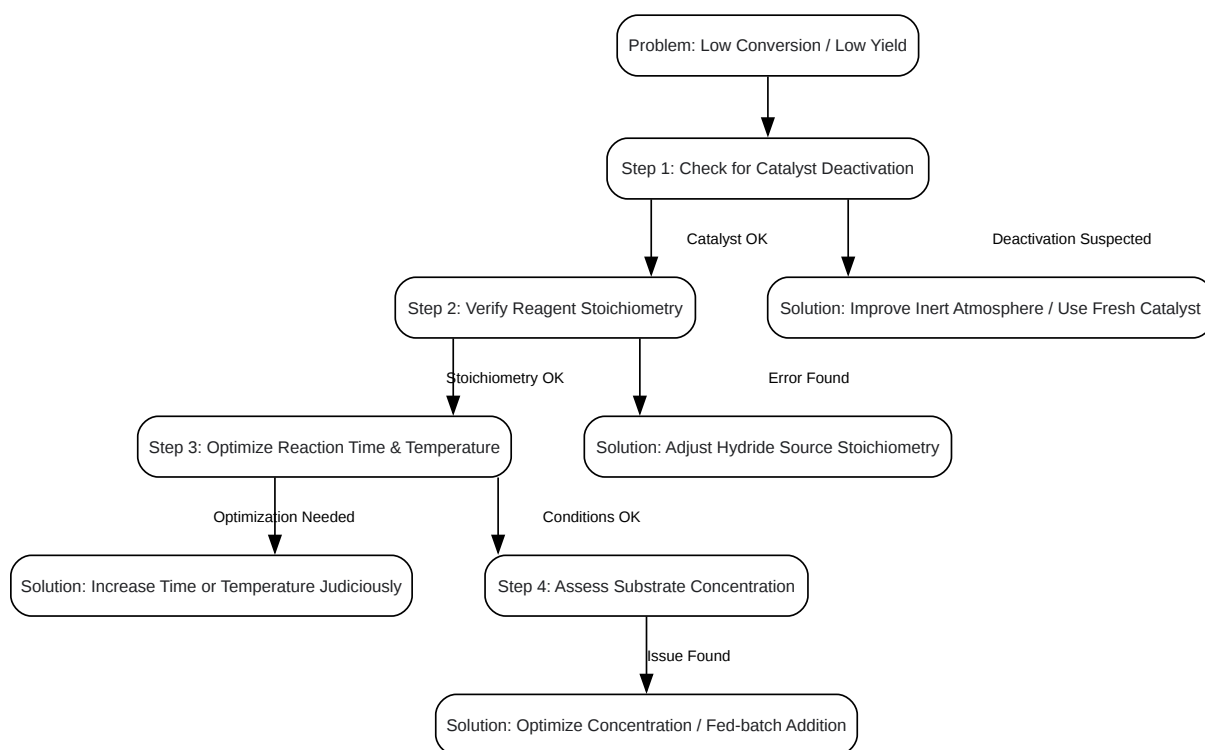 Problem: Low Conversion / Low Yield
Step 1: Check for Catalyst Deactivation
Catalyst OK
Deactivation Suspected
Step 2: Verify Reagent Stoichiometry
Solution: Improve Inert Atmosphere / Use Fresh Catalyst
Stoichiometry OK
Error Found
Step 3: Optimize Reaction Time & Temperature
Solution: Adjust Hydride Source Stoichiometry
Optimization Needed
Conditions OK
Solution: Increase Time or Temperature Judiciously
Step 4: Assess Substrate Concentration
Issue Found
Solution: Optimize Concentration / Fed-batch Addition